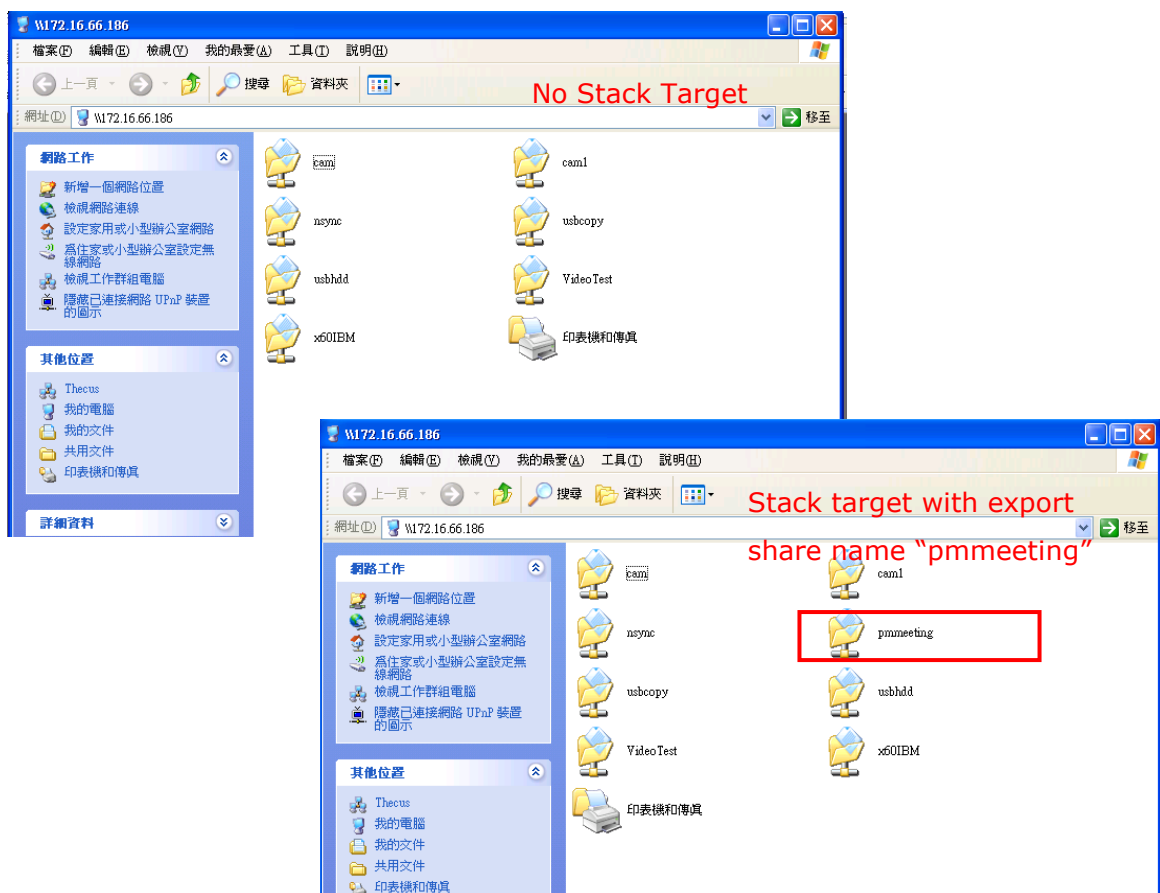 \\172.16.66.186
檔案(F) 編輯(E) 檢視(V) 我的最愛(A) 工具(T) 說明(H)
上一頁 搜尋 資料夾
No Stack Target
網址(D) \\172.16.66.186 移至
網路工作
新增一個網路位置
檢視網路連線
設定家用或小型辦公室網路
爲住家或小型辦公室設定無
線網路
檢視工作群組電腦
隱藏已連接網路 UPnP 裝置
的圖示
其他位置
Thecus
我的電腦
我的文件
共用文件
印表機和傳真
詳細資料
cam cam1
nsync usbcopy
usbhdd VideoTest
x60IBM 印表機和傳真
\\172.16.66.186
檔案(F) 編輯(E) 檢視(V) 我的最愛(A) 工具(T) 說明(H)
上一頁 搜尋 資料夾
Stack target with export
網址(D) \\172.16.66.186 移至
share name “pmmeeting”
網路工作
新增一個網路位置
檢視網路連線
設定家用或小型辦公室網路
爲住家或小型辦公室設定無
線網路
檢視工作群組電腦
隱藏已連接網路 UPnP 裝置
的圖示
其他位置
Thecus
我的電腦
我的文件
共用文件
印表機和傳真
cam cam1
nsync pmmeeting
usbcopy usbhdd
VideoTest x60IBM
印表機和傳真